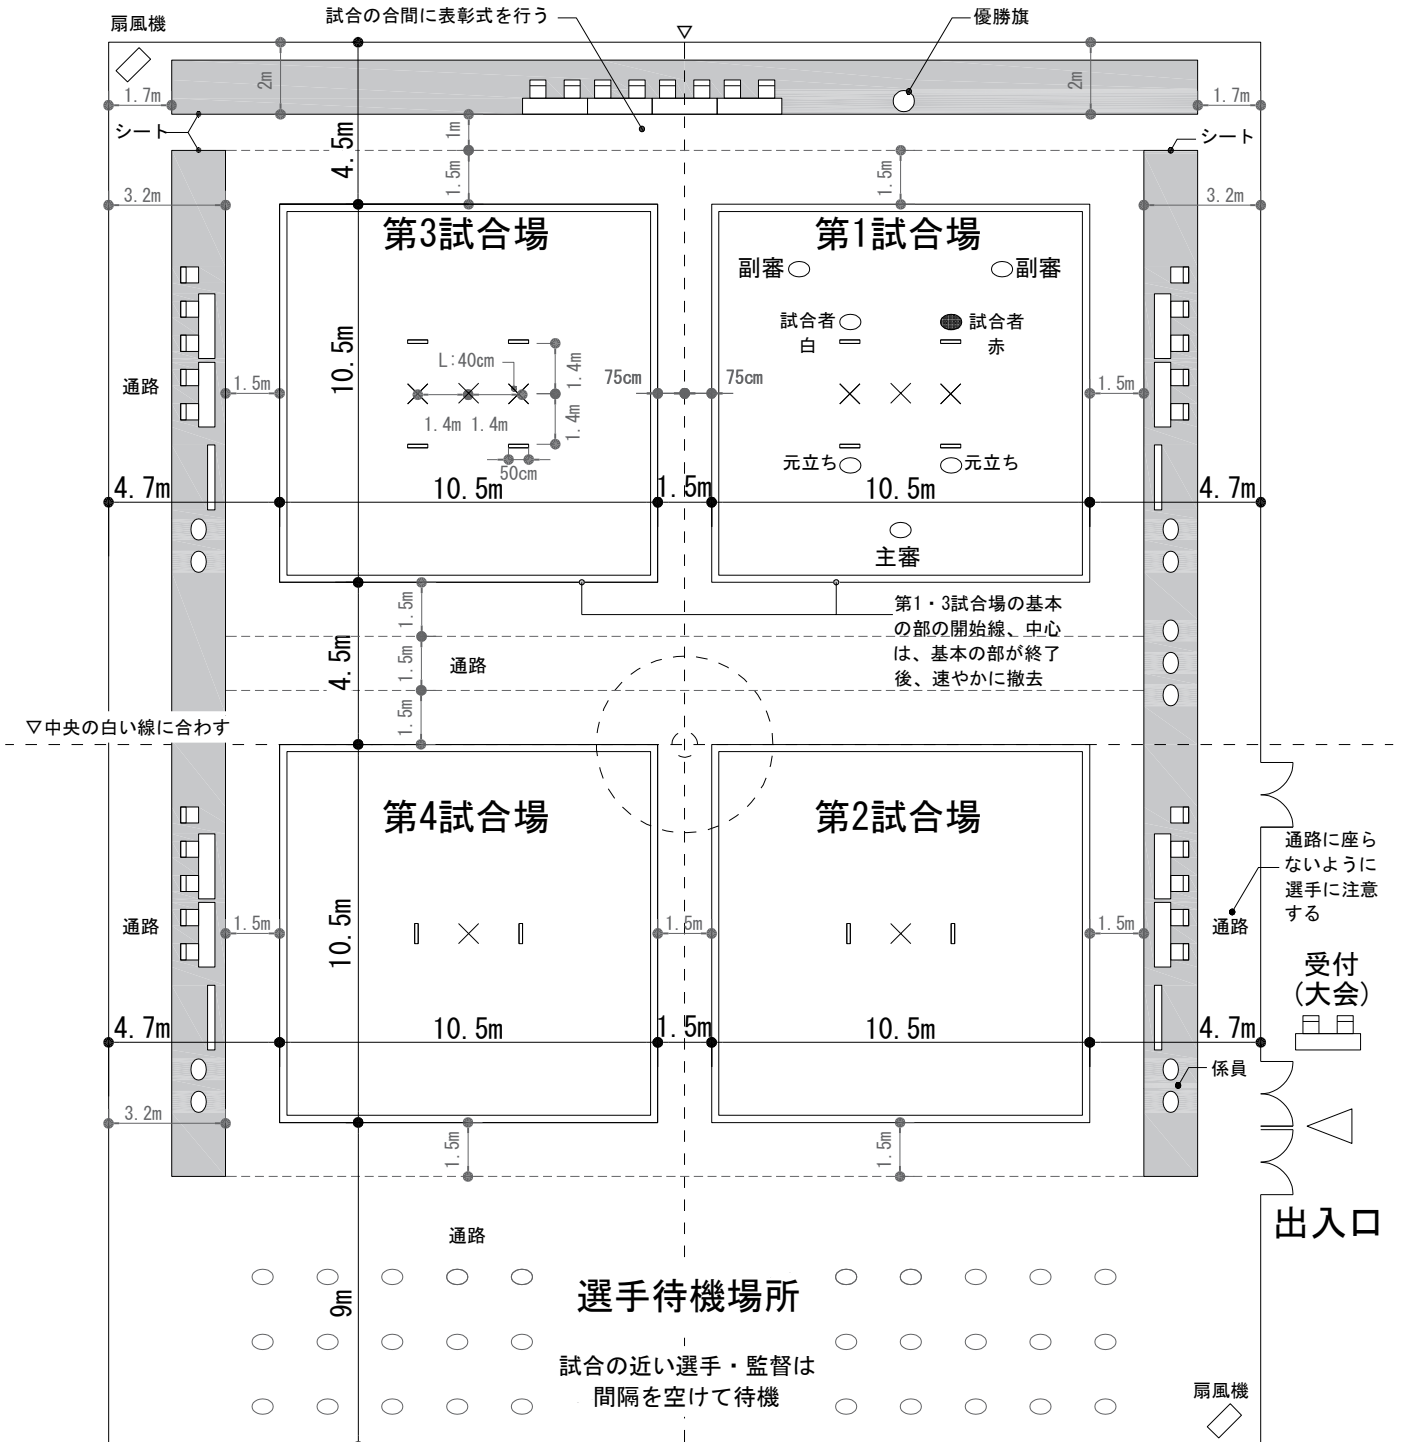 扇風機
試合の合間に表彰式を行う
優勝旗
2m
2m
1.7m
1.7m
シート
シート
4.5m
1m
1.5m
1.5m
3.2m
3.2m
第3試合場
第1試合場
副審
副審
試合者
白
試合者
赤
10.5m
L:40cm
1.4m
1.4m
1.4m 1.4m
50cm
75cm
75cm
通路
1.5m
1.5m
元立ち
元立ち
4.7m
10.5m
1.5m
10.5m
4.7m
主審
第1・3試合場の基本
の部の開始線、中心
は、基本の部が終了
後、速やかに撤去
4.5m
1.5m
1.5m
1.5m
通路
▽中央の白い線に合わす
第4試合場
第2試合場
通路に座ら
ないように
選手に注意
する
通路
通路
10.5m
1.5m
1.5m
1.5m
受付
(大会)
4.7m
10.5m
1.5m
10.5m
4.7m
係員
3.2m
1.5m
1.5m
出入口
通路
9m
選手待機場所
試合の近い選手・監督は
間隔を空けて待機
扇風機